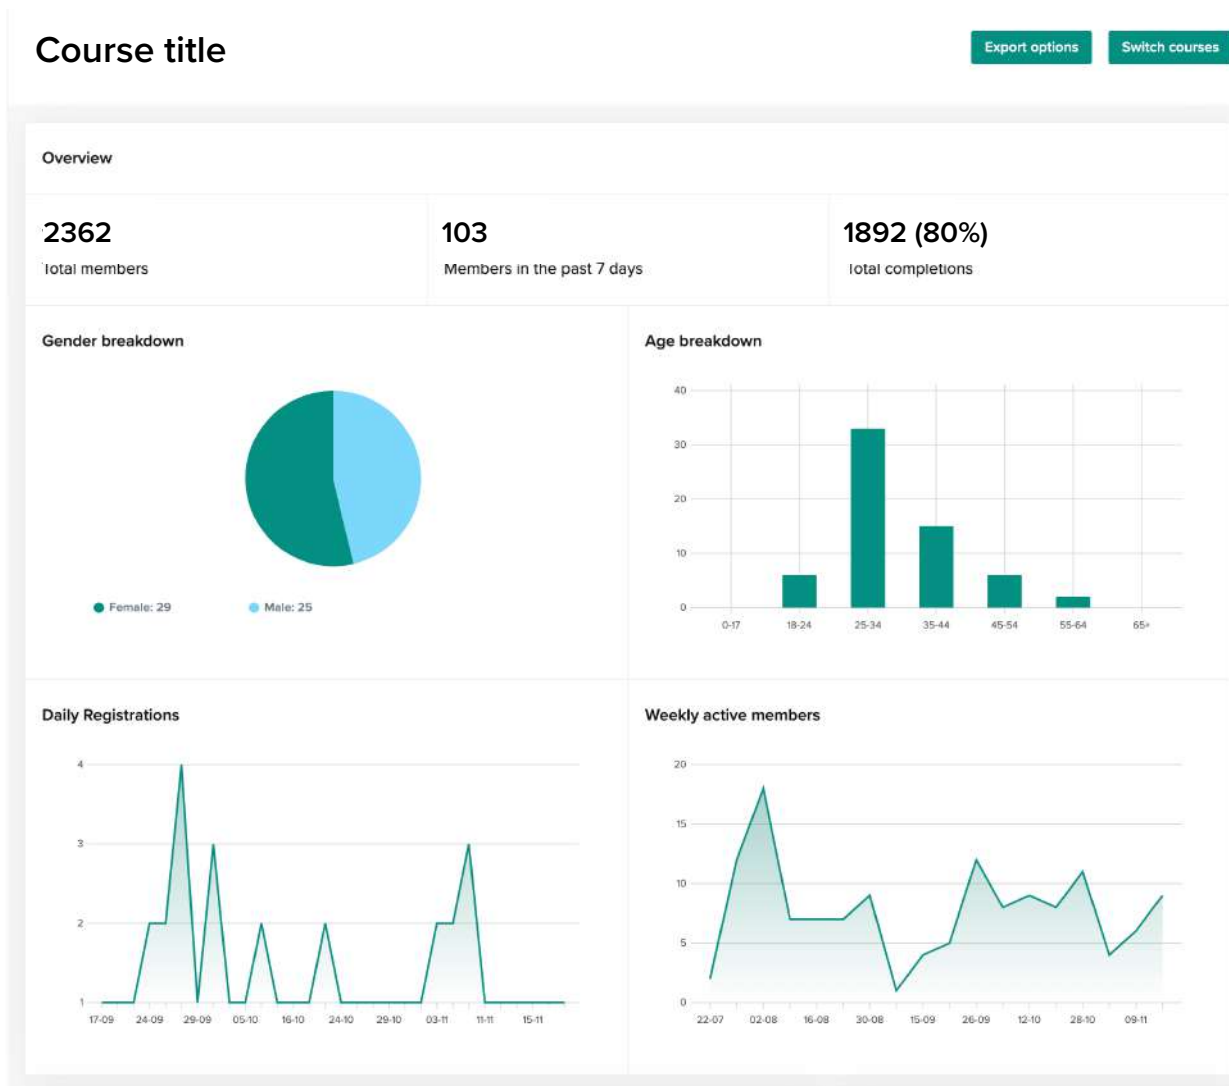 Course title
Export options
Switch courses
Overview
2362
Total members
103
Members in the past 7 days
1892 (80%)
Total completions
Gender breakdown
Female: 29
Male: 25
Age breakdown
40
30
20
10
0
0-17 18-24 25-34 35-44 45-54 55-64 65+
Daily Registrations
4
3
2
1
17-09 24-09 29-09 05-10 16-10 24-10 29-10 03-11 11-11 15-11
Weekly active members
20
15
10
5
0
22-07 02-08 16-08 30-08 15-09 26-09 12-10 28-10 09-11